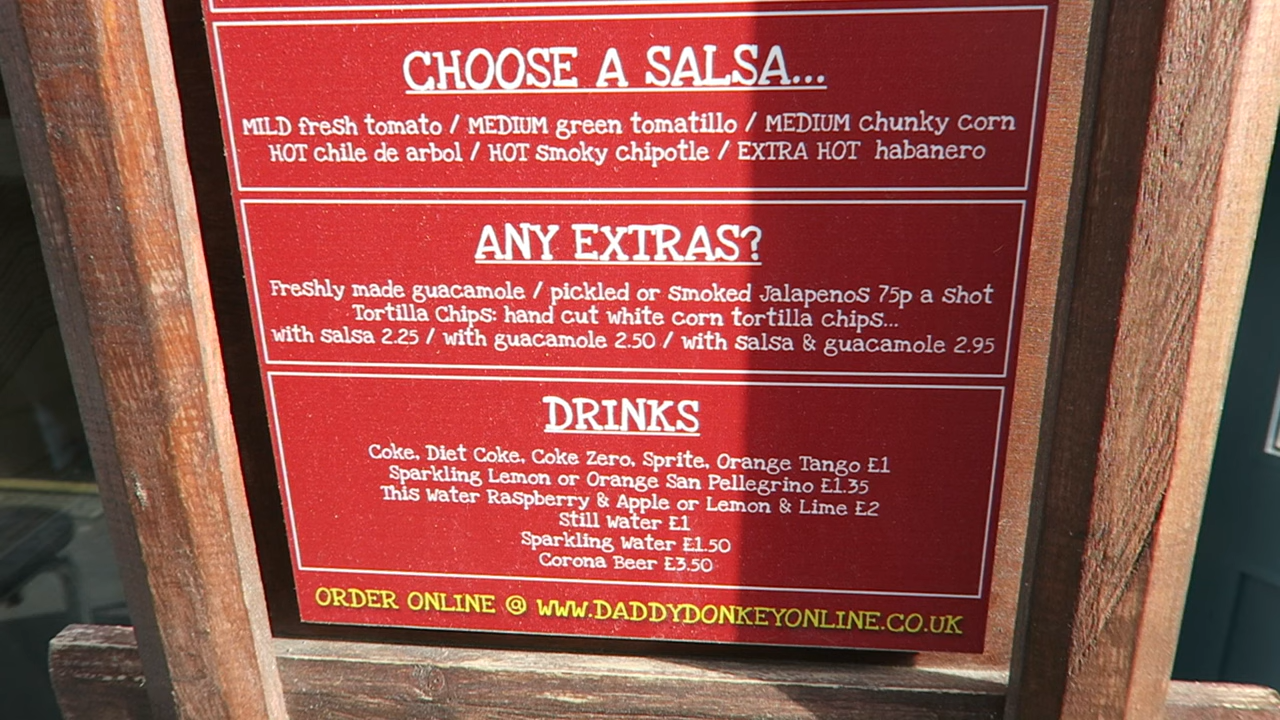 CHOOSE A SALSA...
MILD fresh tomato / MEDIUM green tomatillo / MEDIUM chunky corn
HOT chile de arbol / HOT smoky chipotle / EXTRA HOT habanero
ANY EXTRAS?
Freshly made guacamole / pickled or smoked Jalapenos 75p a shot
Tortilla Chips: hand cut white corn tortilla chips...
with salsa 2.25 / with guacamole 2.50 / with salsa & guacamole 2.95
DRINKS
Coke, Diet Coke, Coke Zero, Sprite, Orange Tango £1
Sparkling Lemon or Orange San Pellegrino £1.35
This Water Raspberry & Apple or Lemon & Lime £2
Still Water £1
Sparkling Water £1.50
Corona Beer £3.50
ORDER ONLINE @ WWW.DADDYDONKEYONLINE.CO.UK